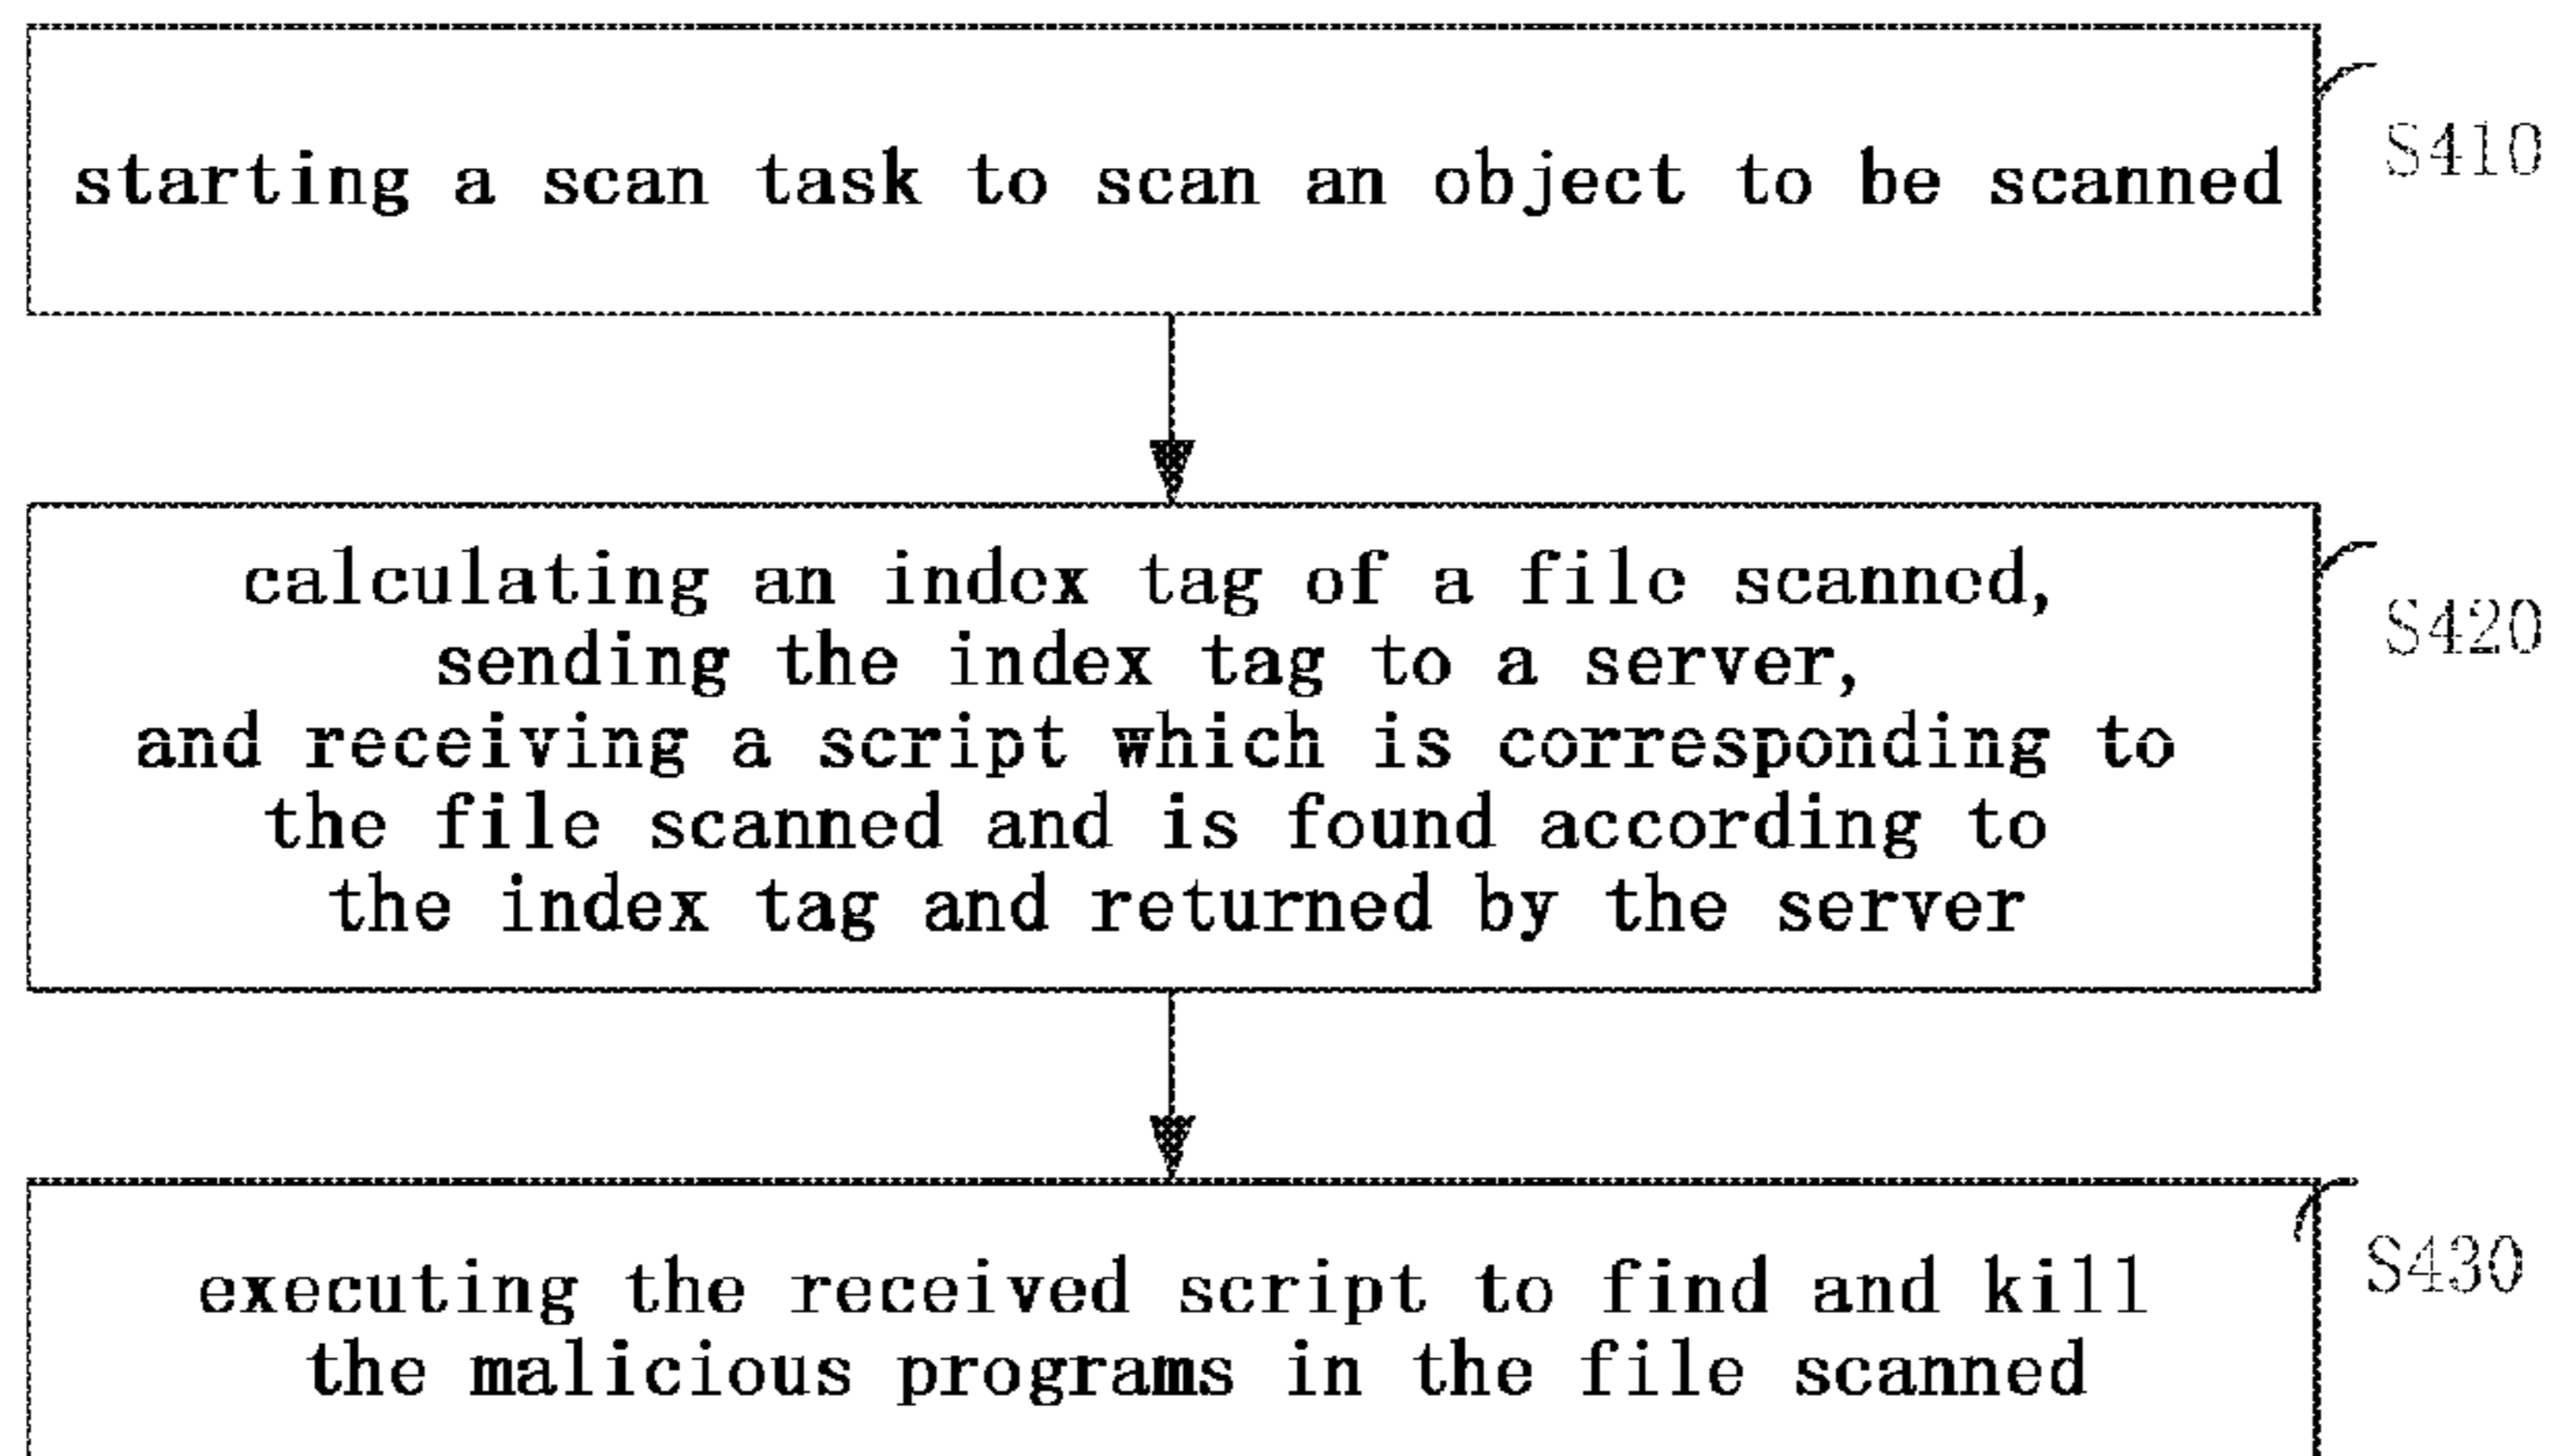 starting a scan task to scan an object to be scanned
S410
calculating an index tag of a file scanned,
sending the index tag to a server,
and receiving a script which is corresponding to
the file scanned and is found according to
the index tag and returned by the server
S420
executing the received script to find and kill
the malicious programs in the file scanned
S430